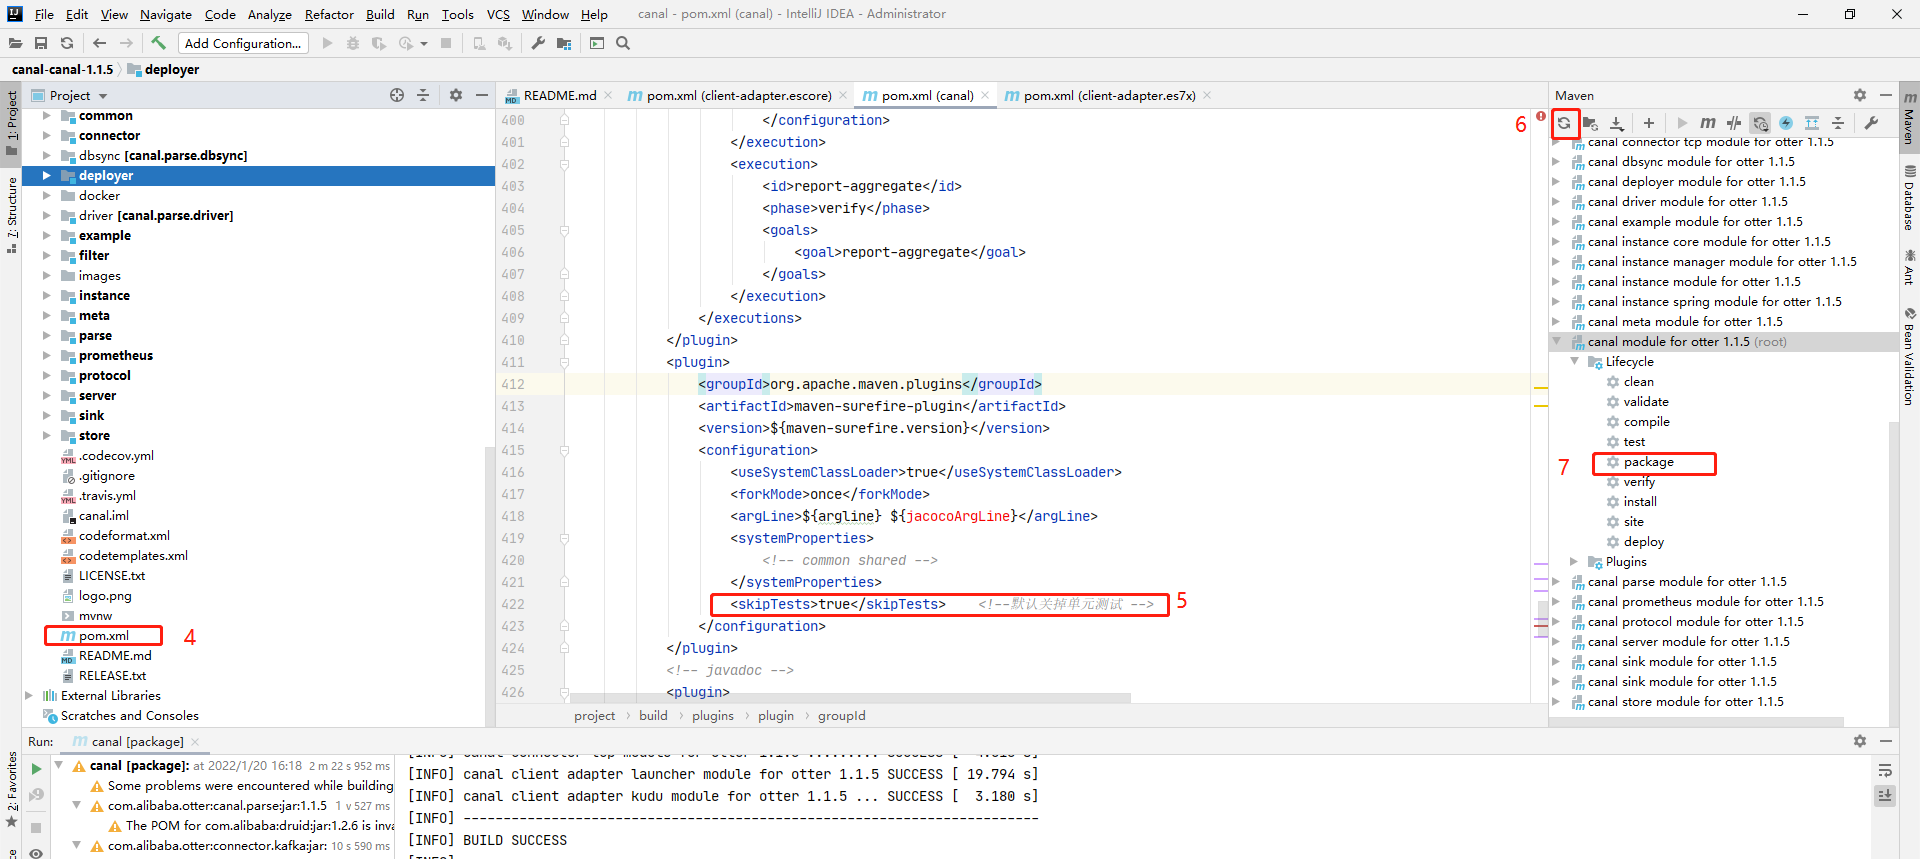 File Edit View Navigate Code Analyze Refactor Build Run Tools VCS Window Help canal - pom.xml (canal) - IntelliJ IDEA - Administrator
Add Configuration...
canal-canal-1.1.5 deployer
1: Project
7: Structure
2: Favorites
Project
common
connector
dbsync [canal.parse.dbsync]
deployer
docker
driver [canal.parse.driver]
example
filter
images
instance
meta
parse
prometheus
protocol
server
sink
store
.codecov.yml
.gitignore
.travis.yml
canal.iml
codeformat.xml
codetemplates.xml
LICENSE.txt
logo.png
mvnw
pom.xml 4
README.md
RELEASE.txt
External Libraries
Scratches and Consoles
README.md pom.xml (client-adapter.escore) pom.xml (canal) pom.xml (client-adapter.es7x)
400 </configuration>
401 </execution>
402 <execution>
403 <id>report-aggregate</id>
404 <phase>verify</phase>
405 <goals>
406 <goal>report-aggregate</goal>
407 </goals>
408 </execution>
409 </executions>
410 </plugin>
411 <plugin>
412 <groupId>org.apache.maven.plugins</groupId>
413 <artifactId>maven-surefire-plugin</artifactId>
414 <version>${maven-surefire.version}</version>
415 <configuration>
416 <useSystemClassLoader>true</useSystemClassLoader>
417 <forkMode>once</forkMode>
418 <argLine>${argline} ${jacocoArgLine}</argLine>
419 <systemProperties>
420 <!-- common shared -->
421 </systemProperties>
422 <skipTests>true</skipTests> <!--默认关掉单元测试 --> 5
423 </configuration>
424 </plugin>
425 <!-- javadoc -->
426 <plugin>
project › build › plugins › plugin › groupId
Maven
6
canal connector tcp module for otter 1.1.5
canal dbsync module for otter 1.1.5
canal deployer module for otter 1.1.5
canal driver module for otter 1.1.5
canal example module for otter 1.1.5
canal instance core module for otter 1.1.5
canal instance manager module for otter 1.1.5
canal instance module for otter 1.1.5
canal instance spring module for otter 1.1.5
canal meta module for otter 1.1.5
canal module for otter 1.1.5 (root)
Lifecycle
clean
validate
compile
test
7 package
verify
install
site
deploy
Plugins
canal parse module for otter 1.1.5
canal prometheus module for otter 1.1.5
canal protocol module for otter 1.1.5
canal server module for otter 1.1.5
canal sink module for otter 1.1.5
canal sink module for otter 1.1.5
canal store module for otter 1.1.5
Maven
Database
Ant
Bean Validation
Run: canal [package]
canal [package]: at 2022/1/20 16:18 2 m 22 s 952 ms
Some problems were encountered while building
com.alibaba.otter:canal.parse:jar:1.1.5 1 v 527 ms
The POM for com.alibaba:druid:jar:1.2.6 is inva
com.alibaba.otter:connector.kafka:jar: 10 s 590 ms
[INFO] canal client adapter launcher module for otter 1.1.5 SUCCESS [ 19.794 s]
[INFO] canal client adapter kudu module for otter 1.1.5 ... SUCCESS [  3.180 s]
[INFO] ------------------------------------------------------------------------
[INFO] BUILD SUCCESS